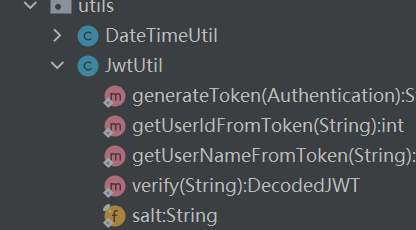 utils
DateTimeUtil
JwtUtil
generateToken(Authentication):S
getUserIdFromToken(String):int
getUserNameFromToken(String):
verify(String):DecodedJWT
salt:String